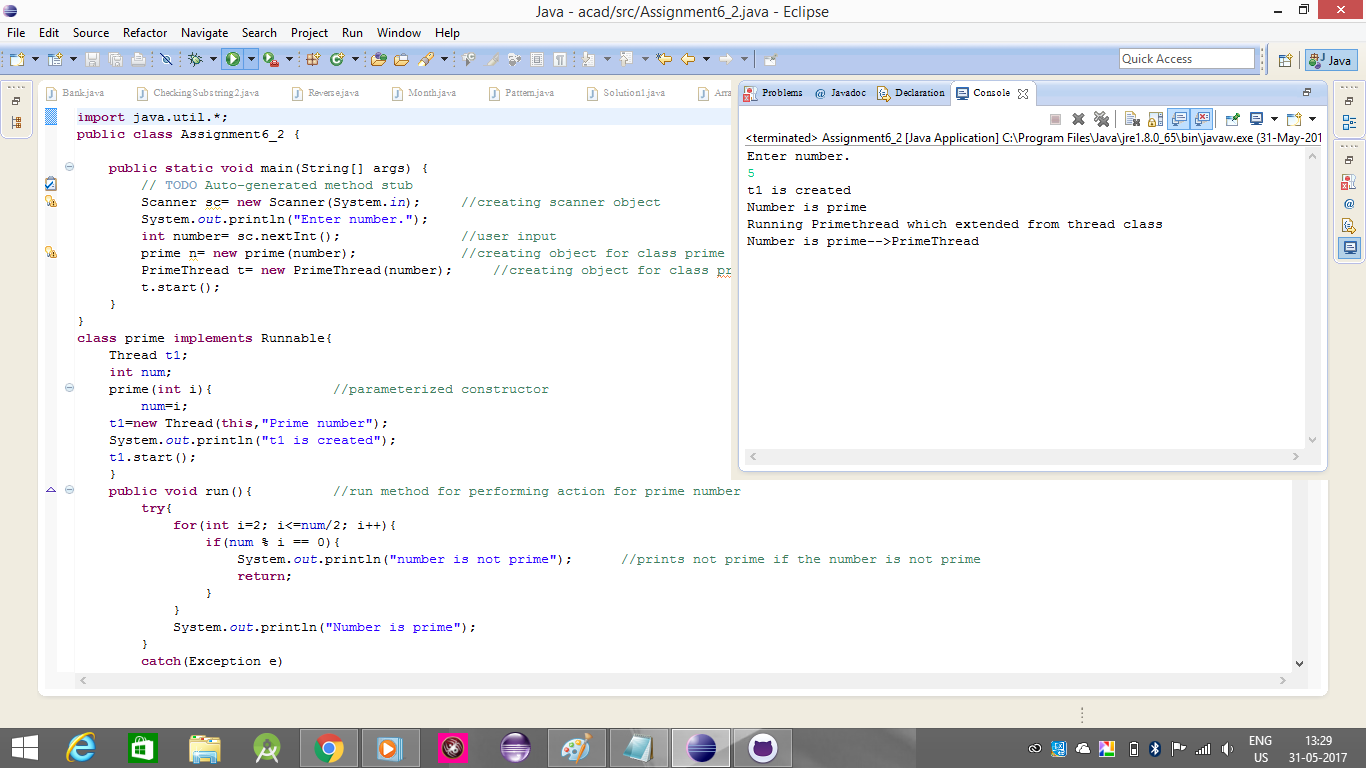 Java - acad/src/Assignment6_2.java - Eclipse
File Edit Source Refactor Navigate Search Project Run Window Help
Quick Access
Java
Bank.java CheckingSubstring2.java Reverse.java Month.java Pattern.java Solution1.java Arra
import java.util.*;
public class Assignment6_2 {
public static void main(String[] args) {
// TODO Auto-generated method stub
Scanner sc= new Scanner(System.in); //creating scanner object
System.out.println("Enter number.");
int number= sc.nextInt(); //user input
prime n= new prime(number); //creating object for class prime
PrimeThread t= new PrimeThread(number); //creating object for class pr
t.start();
}
}
class prime implements Runnable{
Thread t1;
int num;
prime(int i){ //parameterized constructor
num=i;
t1=new Thread(this,"Prime number");
System.out.println("t1 is created");
t1.start();
}
public void run(){ //run method for performing action for prime number
try{
for(int i=2; i<=num/2; i++){
if(num % i == 0){
System.out.println("number is not prime"); //prints not prime if the number is not prime
return;
}
}
System.out.println("Number is prime");
}
catch(Exception e)
Problems @ Javadoc Declaration Console
<terminated> Assignment6_2 [Java Application] C:\Program Files\Java\jre1.8.0_65\bin\javaw.exe (31-May-201
Enter number.
5
t1 is created
Number is prime
Running Primethread which extended from thread class
Number is prime-->PrimeThread
ENG 13:29
US 31-05-2017